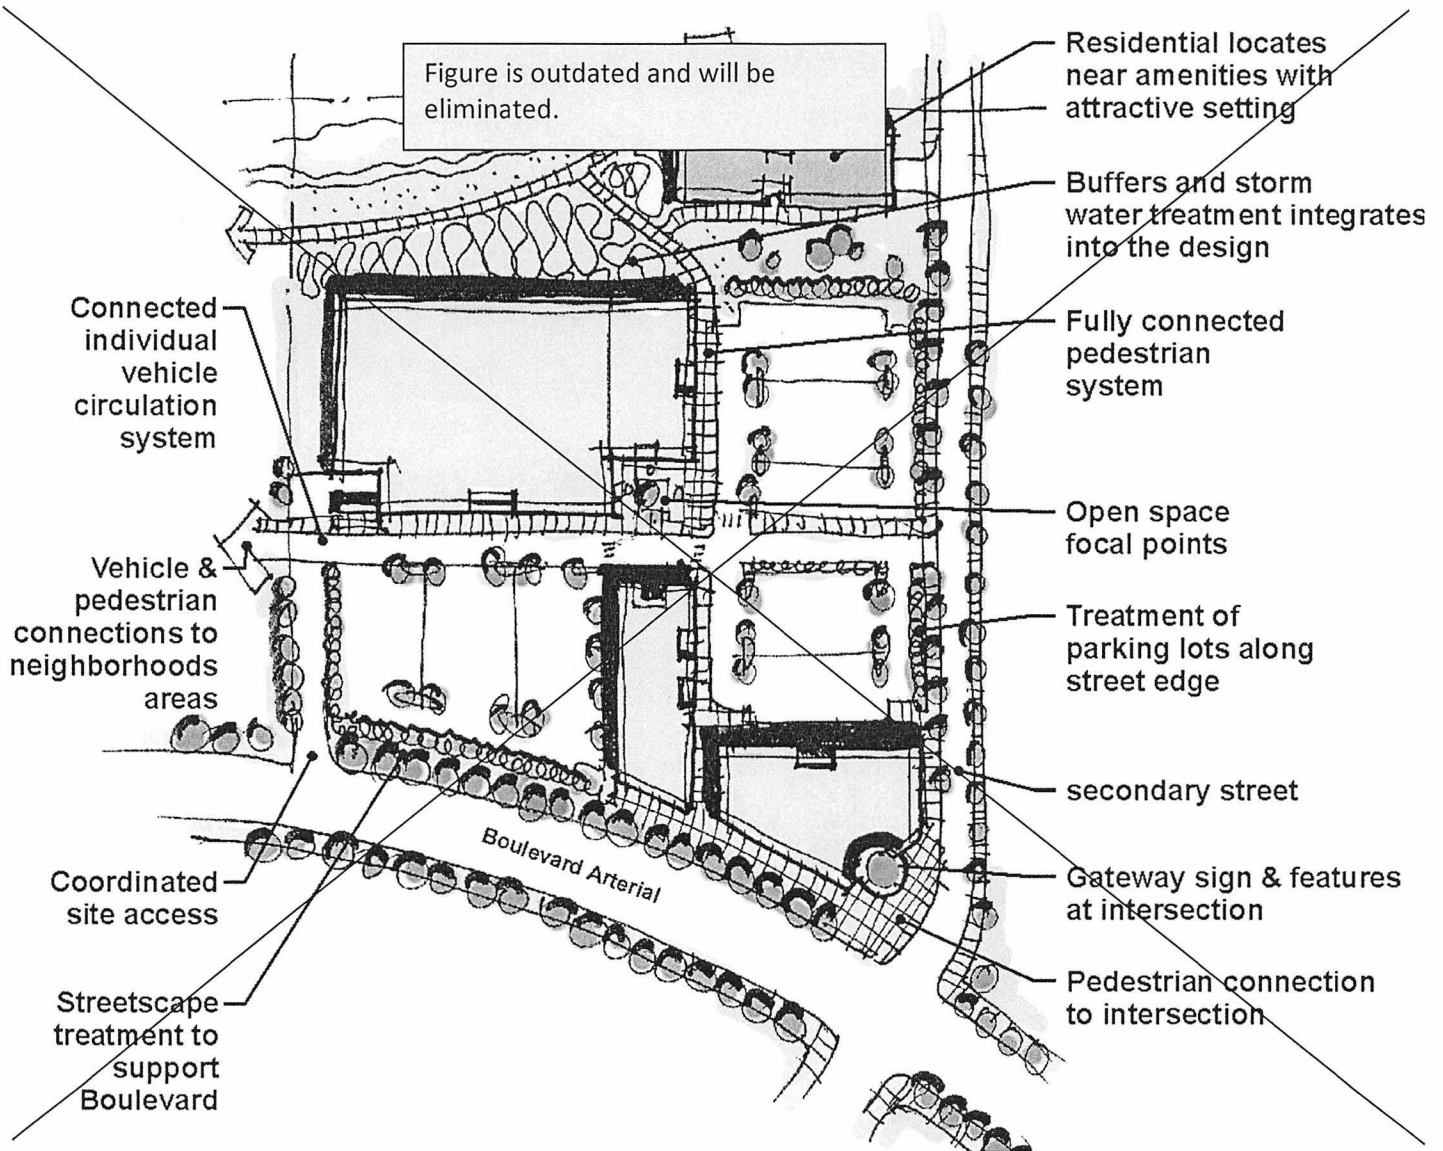 Figure is outdated and will be
eliminated.
Residential locates
near amenities with
attractive setting
Buffers and storm
water treatment integrates
into the design
Fully connected
pedestrian
system
Open space
focal points
Treatment of
parking lots along
street edge
secondary street
Gateway sign & features
at intersection
Pedestrian connection
to intersection
Connected
individual
vehicle
circulation
system
Vehicle &
pedestrian
connections to
neighborhoods
areas
Coordinated
site access
Streetscape
treatment to
support
Boulevard
Boulevard Arterial